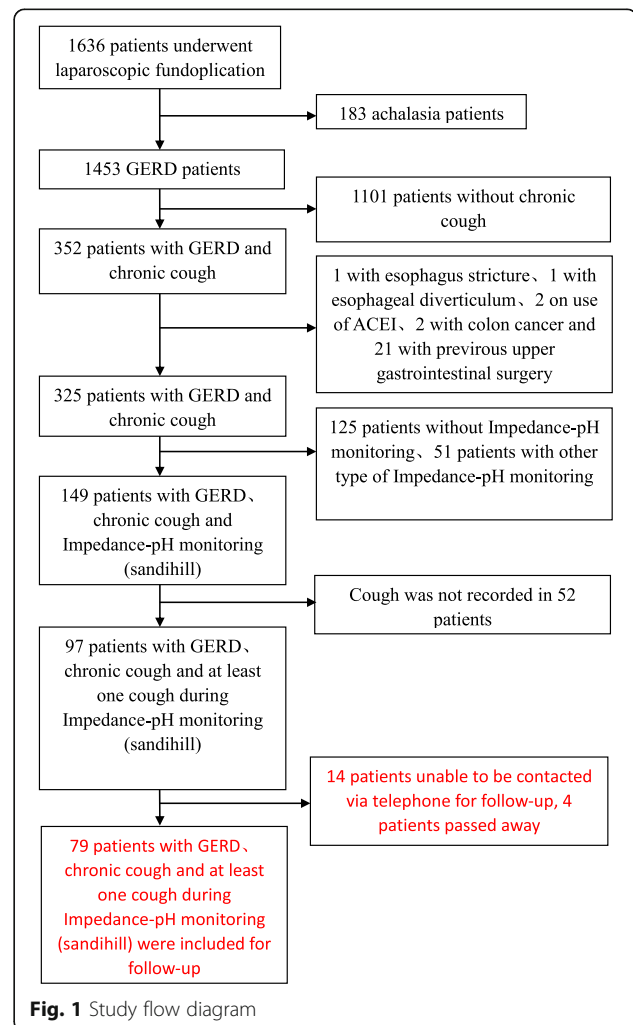 1636 patients underwent
laparoscopic fundoplication
183 achalasia patients
1453 GERD patients
1101 patients without chronic
cough
352 patients with GERD and
chronic cough
1 with esophagus stricture、1 with
esophageal diverticulum、2 on use
of ACEI、2 with colon cancer and
21 with previrous upper
gastrointestinal surgery
325 patients with GERD and
chronic cough
125 patients without Impedance-pH
monitoring、51 patients with other
type of Impedance-pH monitoring
149 patients with GERD、
chronic cough and
Impedance-pH monitoring
(sandihill)
Cough was not recorded in 52
patients
97 patients with GERD、
chronic cough and at least
one cough during
Impedance-pH monitoring
(sandihill)
14 patients unable to be contacted
via telephone for follow-up, 4
patients passed away
79 patients with GERD、
chronic cough and at least
one cough during
Impedance-pH monitoring
(sandihill) were included for
follow-up
Fig. 1 Study flow diagram